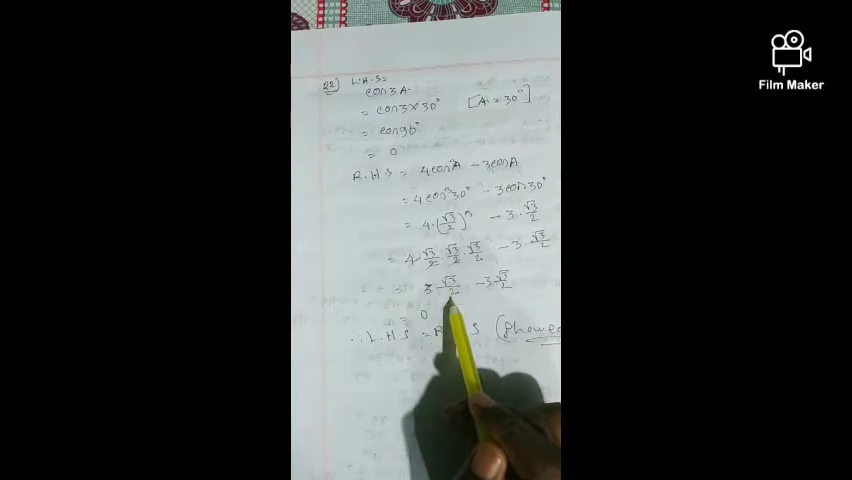 22) L.H.S =
cos3A
= cos3×30° [A = 30°]
= cos90°
= 0
R.H.S = 4cos³A - 3cosA
= 4cos³30° - 3cos30°
= 4·(√3/2)³ - 3·√3/2
= 4·√3/2·√3/2·√3/2 - 3·√3/2
= 3·√3/2 - 3·√3/2
= 0
∴ L.H.S = R.H.S (Showed
Film Maker